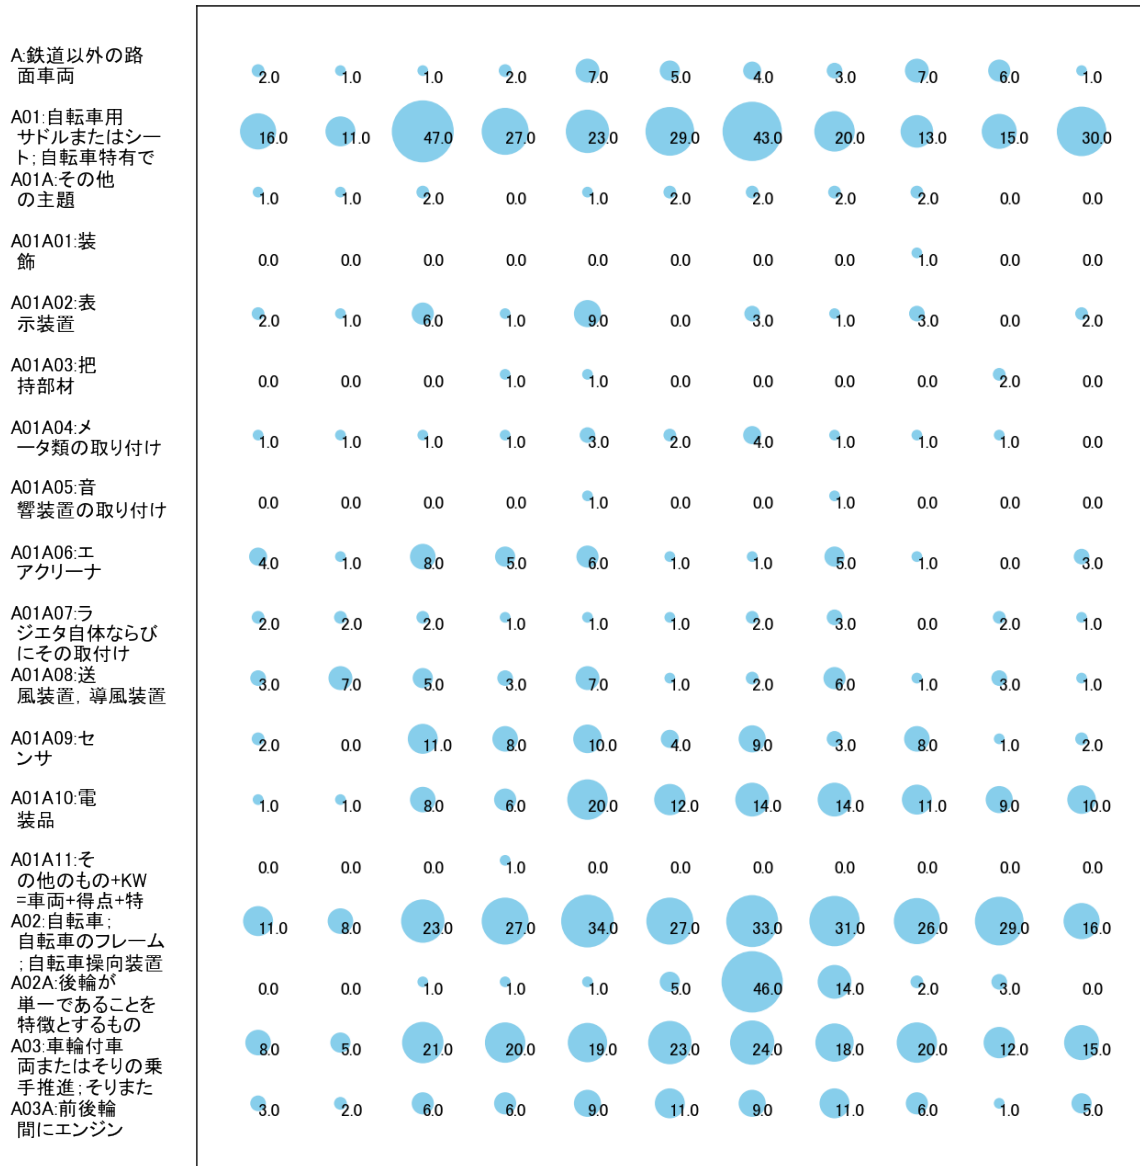 A:鉄道以外の路
面車両
2.0 1.0 1.0 2.0 7.0 5.0 4.0 3.0 7.0 6.0 1.0
A01:自転車用
サドルまたはシー
ト;自転車特有で
16.0 11.0 47.0 27.0 23.0 29.0 43.0 20.0 13.0 15.0 30.0
A01A:その他
の主題
1.0 1.0 2.0 0.0 1.0 2.0 2.0 2.0 2.0 0.0 0.0
A01A01:装
飾
0.0 0.0 0.0 0.0 0.0 0.0 0.0 0.0 1.0 0.0 0.0
A01A02:表
示装置
2.0 1.0 6.0 1.0 9.0 0.0 3.0 1.0 3.0 0.0 2.0
A01A03:把
持部材
0.0 0.0 0.0 1.0 1.0 0.0 0.0 0.0 0.0 2.0 0.0
A01A04:メ
ータ類の取り付け
1.0 1.0 1.0 1.0 3.0 2.0 4.0 1.0 1.0 1.0 0.0
A01A05:音
響装置の取り付け
0.0 0.0 0.0 0.0 1.0 0.0 0.0 1.0 0.0 0.0 0.0
A01A06:エ
アクリーナ
4.0 1.0 8.0 5.0 6.0 1.0 1.0 5.0 1.0 0.0 3.0
A01A07:ラ
ジエタ自体ならび
にその取付け
2.0 2.0 2.0 1.0 1.0 1.0 2.0 3.0 0.0 2.0 1.0
A01A08:送
風装置，導風装置
3.0 7.0 5.0 3.0 7.0 1.0 2.0 6.0 1.0 3.0 1.0
A01A09:セ
ンサ
2.0 0.0 11.0 8.0 10.0 4.0 9.0 3.0 8.0 1.0 2.0
A01A10:電
装品
1.0 1.0 8.0 6.0 20.0 12.0 14.0 14.0 11.0 9.0 10.0
A01A11:そ
の他のもの+KW
=車両+得点+特
0.0 0.0 0.0 1.0 0.0 0.0 0.0 0.0 0.0 0.0 0.0
A02:自転車;
自転車のフレーム
;自転車操向装置
11.0 8.0 23.0 27.0 34.0 27.0 33.0 31.0 26.0 29.0 16.0
A02A:後輪が
単一であることを
特徴とするもの
0.0 0.0 1.0 1.0 1.0 5.0 46.0 14.0 2.0 3.0 0.0
A03:車輪付車
両またはそりの乗
手推進;そりまた
8.0 5.0 21.0 20.0 19.0 23.0 24.0 18.0 20.0 12.0 15.0
A03A:前後輪
間にエンジン
3.0 2.0 6.0 6.0 9.0 11.0 9.0 11.0 6.0 1.0 5.0